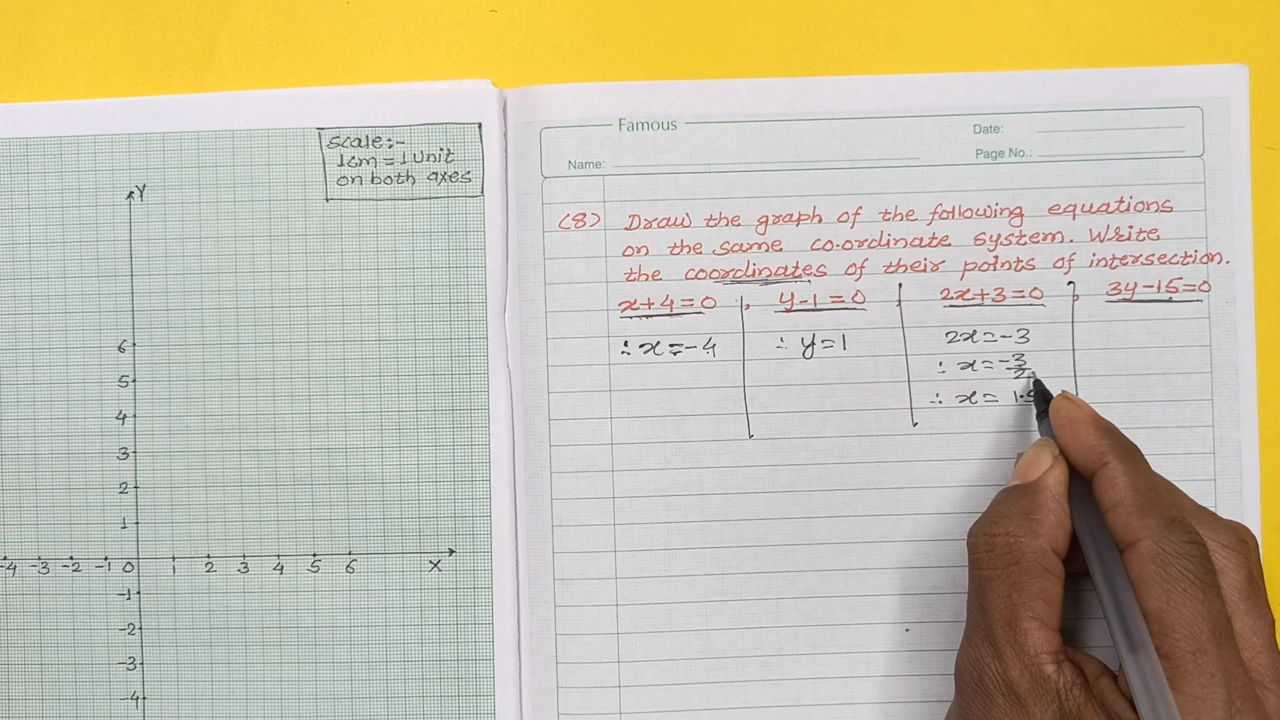 Scale:-
1cm = 1 Unit
on both axes
Y
6
5
4
3
2
1
-4 -3 -2 -1 0 1 2 3 4 5 6 X
-1
-2
-3
-4
Famous
Date:
Name:
Page No.:
(8) Draw the graph of the following equations
on the same co.ordinate system. Write
the coordinates of their points of intersection.
x+4=0, y-1=0, 2x+3=0, 3y-15=0
∴ x=-4 ∴ y=1 2x=-3
∴ x=-3/2
∴ x= 1.5